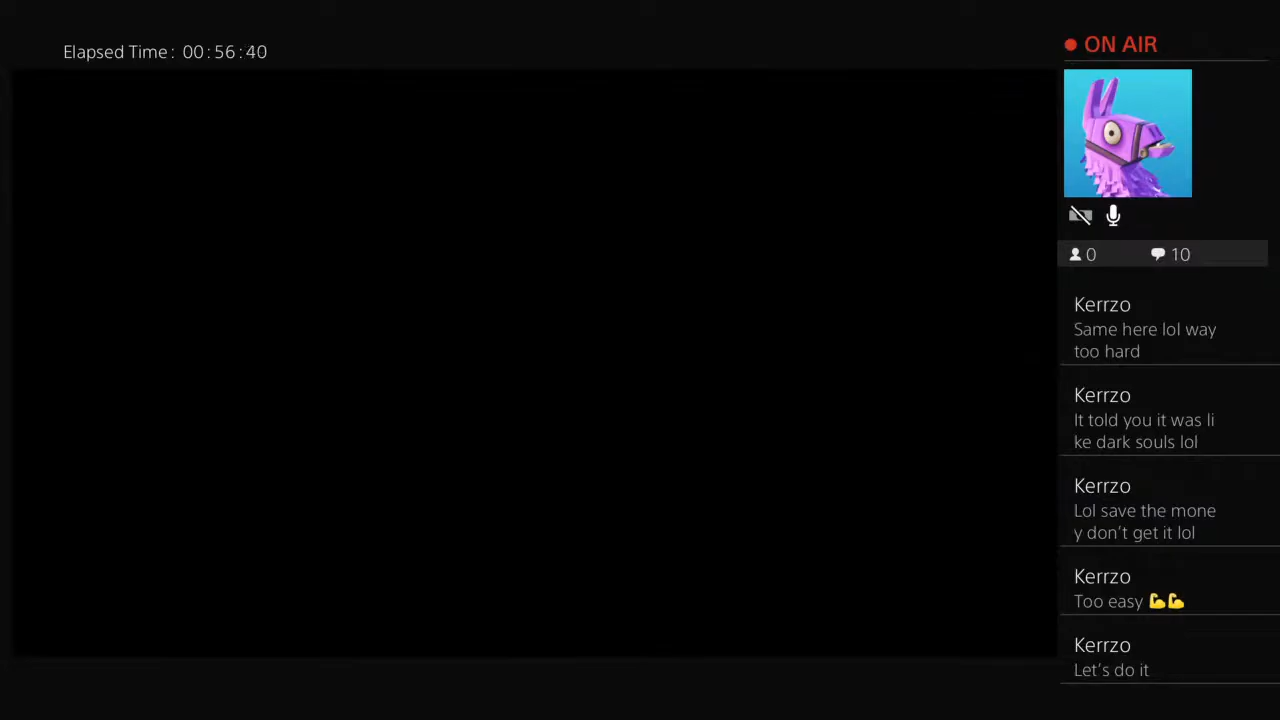 Elapsed Time: 00:56:40
ON AIR
0
10
Kerrzo
Same here lol way
too hard
Kerrzo
It told you it was li
ke dark souls lol
Kerrzo
Lol save the mone
y don't get it lol
Kerrzo
Too easy 💪💪
Kerrzo
Let's do it